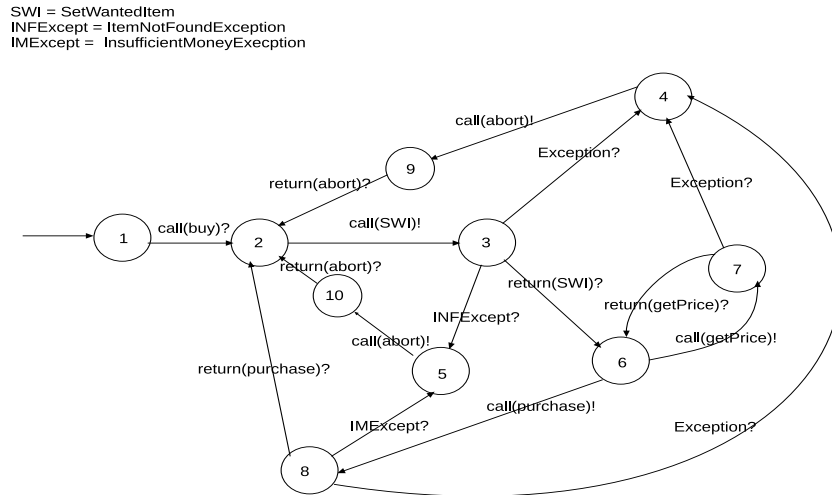 SWI = SetWantedItem
INFExcept = ItemNotFoundException
IMExcept = InsufficientMoneyExecption
4
call(abort)!
Exception?
9
Exception?
return(abort)?
call(buy)?
call(SWI)!
1
2
3
return(abort)?
7
return(SWI)?
10
return(getPrice)?
INFExcept?
call(getPrice)!
call(abort)!
6
5
return(purchase)?
call(purchase)!
IMExcept?
Exception?
8